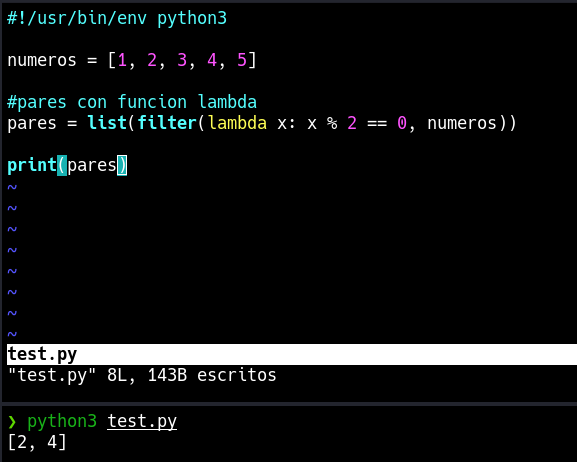 #!/usr/bin/env python3
numeros = [1, 2, 3, 4, 5]
#pares con funcion lambda
pares = list(filter(lambda x: x % 2 == 0, numeros))
print(pares)
~
~
~
~
~
~
~
~
test.py
"test.py" 8L, 143B escritos
❯ python3 test.py
[2, 4]